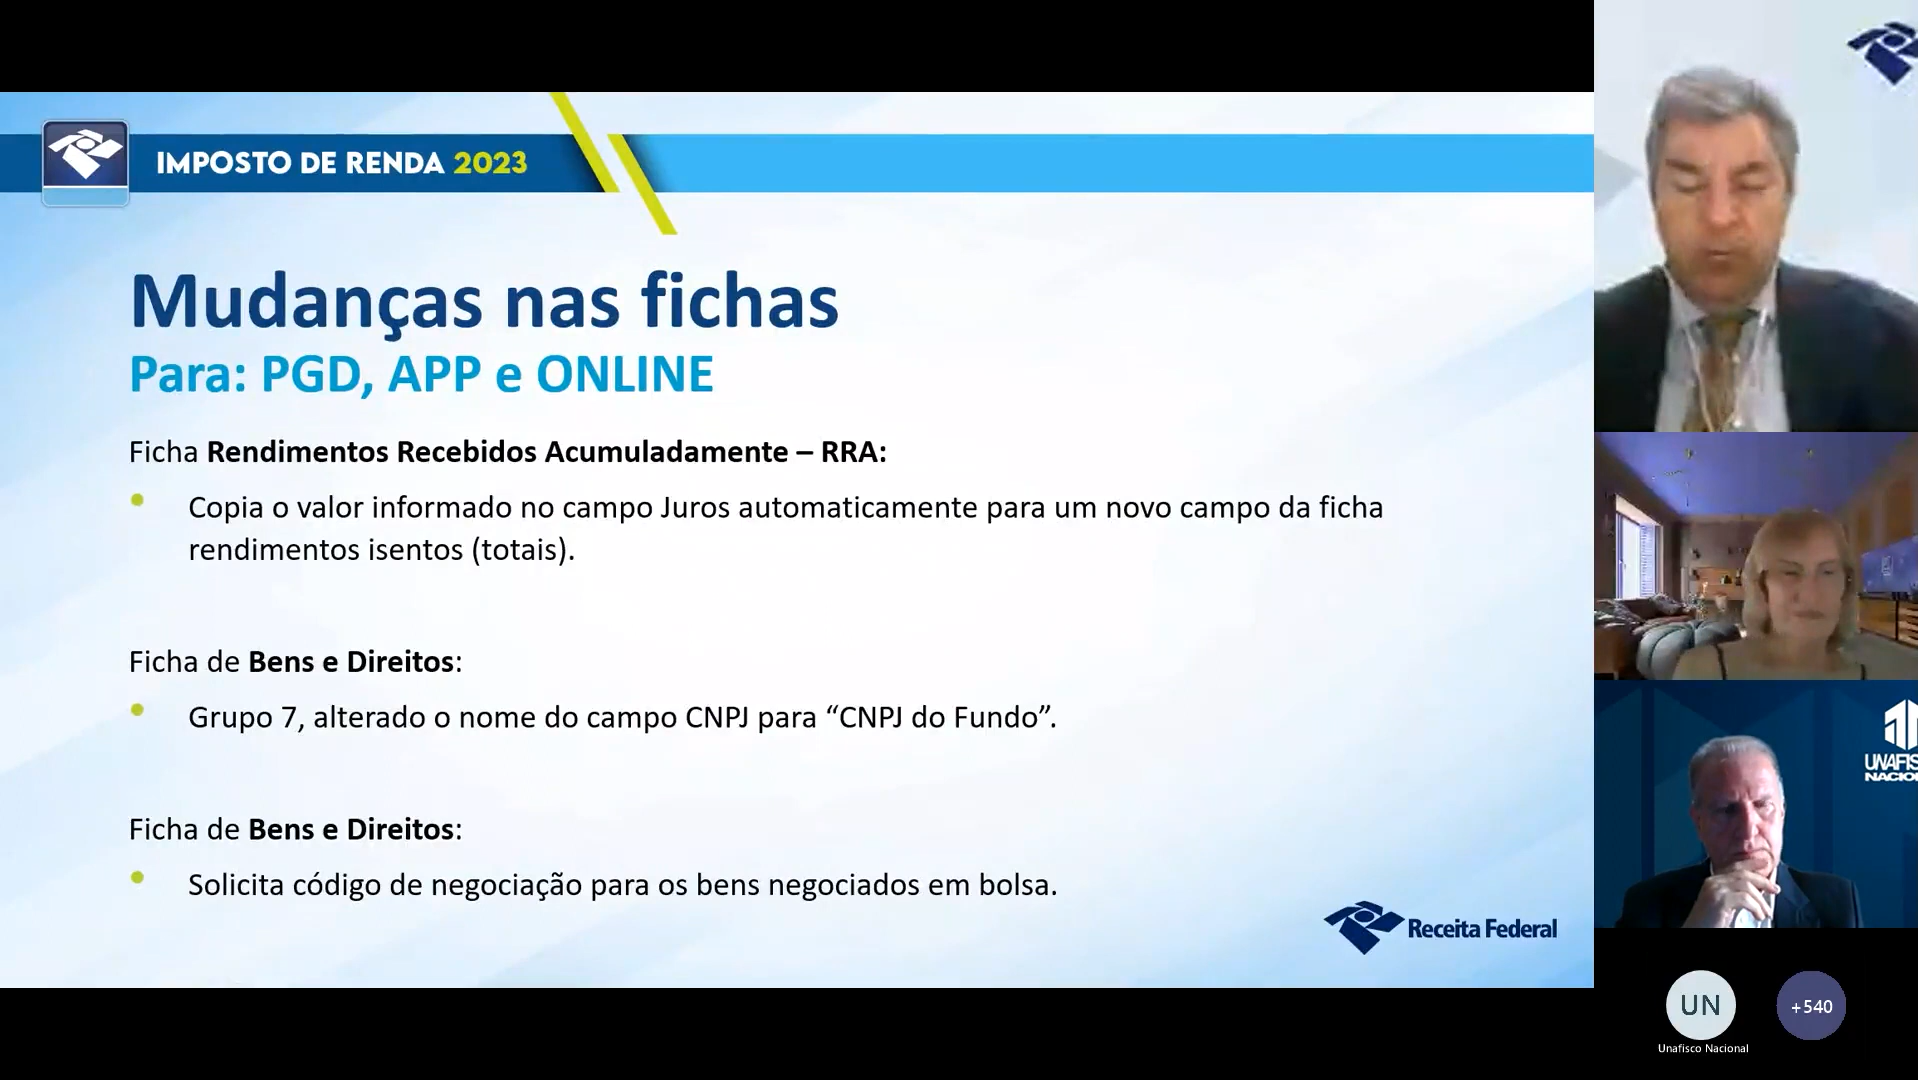 IMPOSTO DE RENDA 2023
Mudanças nas fichas
Para: PGD, APP e ONLINE
Ficha Rendimentos Recebidos Acumuladamente – RRA:
• Copia o valor informado no campo Juros automaticamente para um novo campo da ficha
rendimentos isentos (totais).
Ficha de Bens e Direitos:
• Grupo 7, alterado o nome do campo CNPJ para “CNPJ do Fundo”.
Ficha de Bens e Direitos:
• Solicita código de negociação para os bens negociados em bolsa.
Receita Federal
UNAFIS
NACIO
UN
+540
Unafisco Nacional